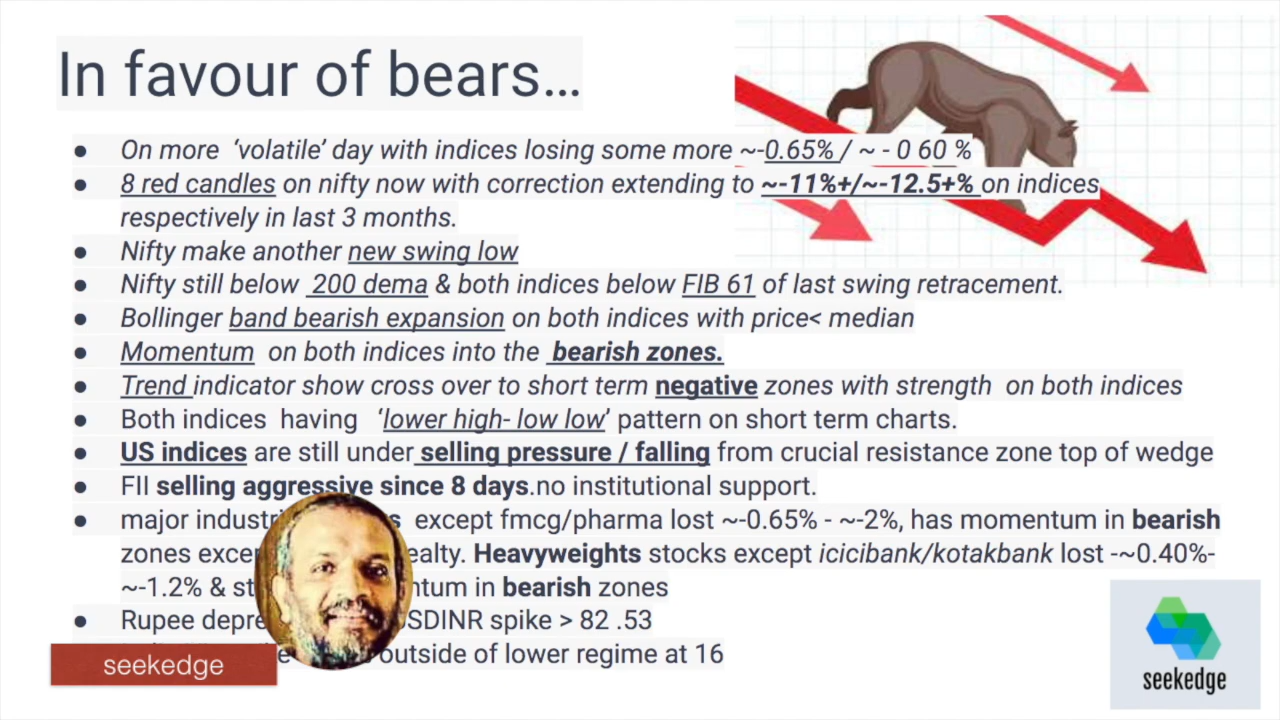 In favour of bears...
● On more ‘volatile’ day with indices losing some more ~-0.65% / ~ - 0 60 %
● 8 red candles on nifty now with correction extending to ~-11%+/~-12.5+% on indices
respectively in last 3 months.
● Nifty make another new swing low
● Nifty still below 200 dema & both indices below FIB 61 of last swing retracement.
● Bollinger band bearish expansion on both indices with price< median
● Momentum on both indices into the bearish zones.
● Trend indicator show cross over to short term negative zones with strength on both indices
● Both indices having ‘lower high- low low’ pattern on short term charts.
● US indices are still under selling pressure / falling from crucial resistance zone top of wedge
● FII selling aggressive since 8 days.no institutional support.
● major except fmcg/pharma lost ~-0.65% - ~-2%, has momentum in bearish
zones Heavyweights stocks except icicibank/kotakbank lost -~0.40%-
~-1.2% & in bearish zones
● Rupee spike > 82 .53
outside of lower regime at 16
seekedge
seekedge